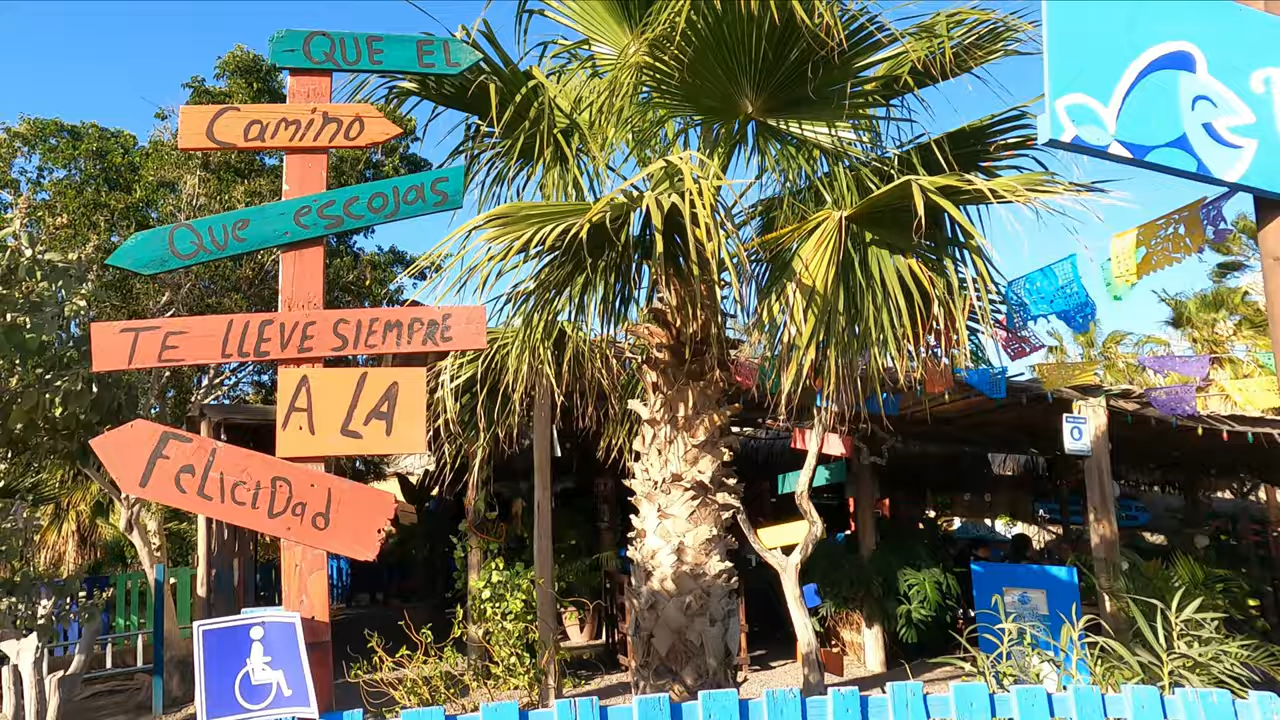 QUE EL
Camino
Que escojas
TE LLEVE SIEMPRE
A LA
FeLiciDad